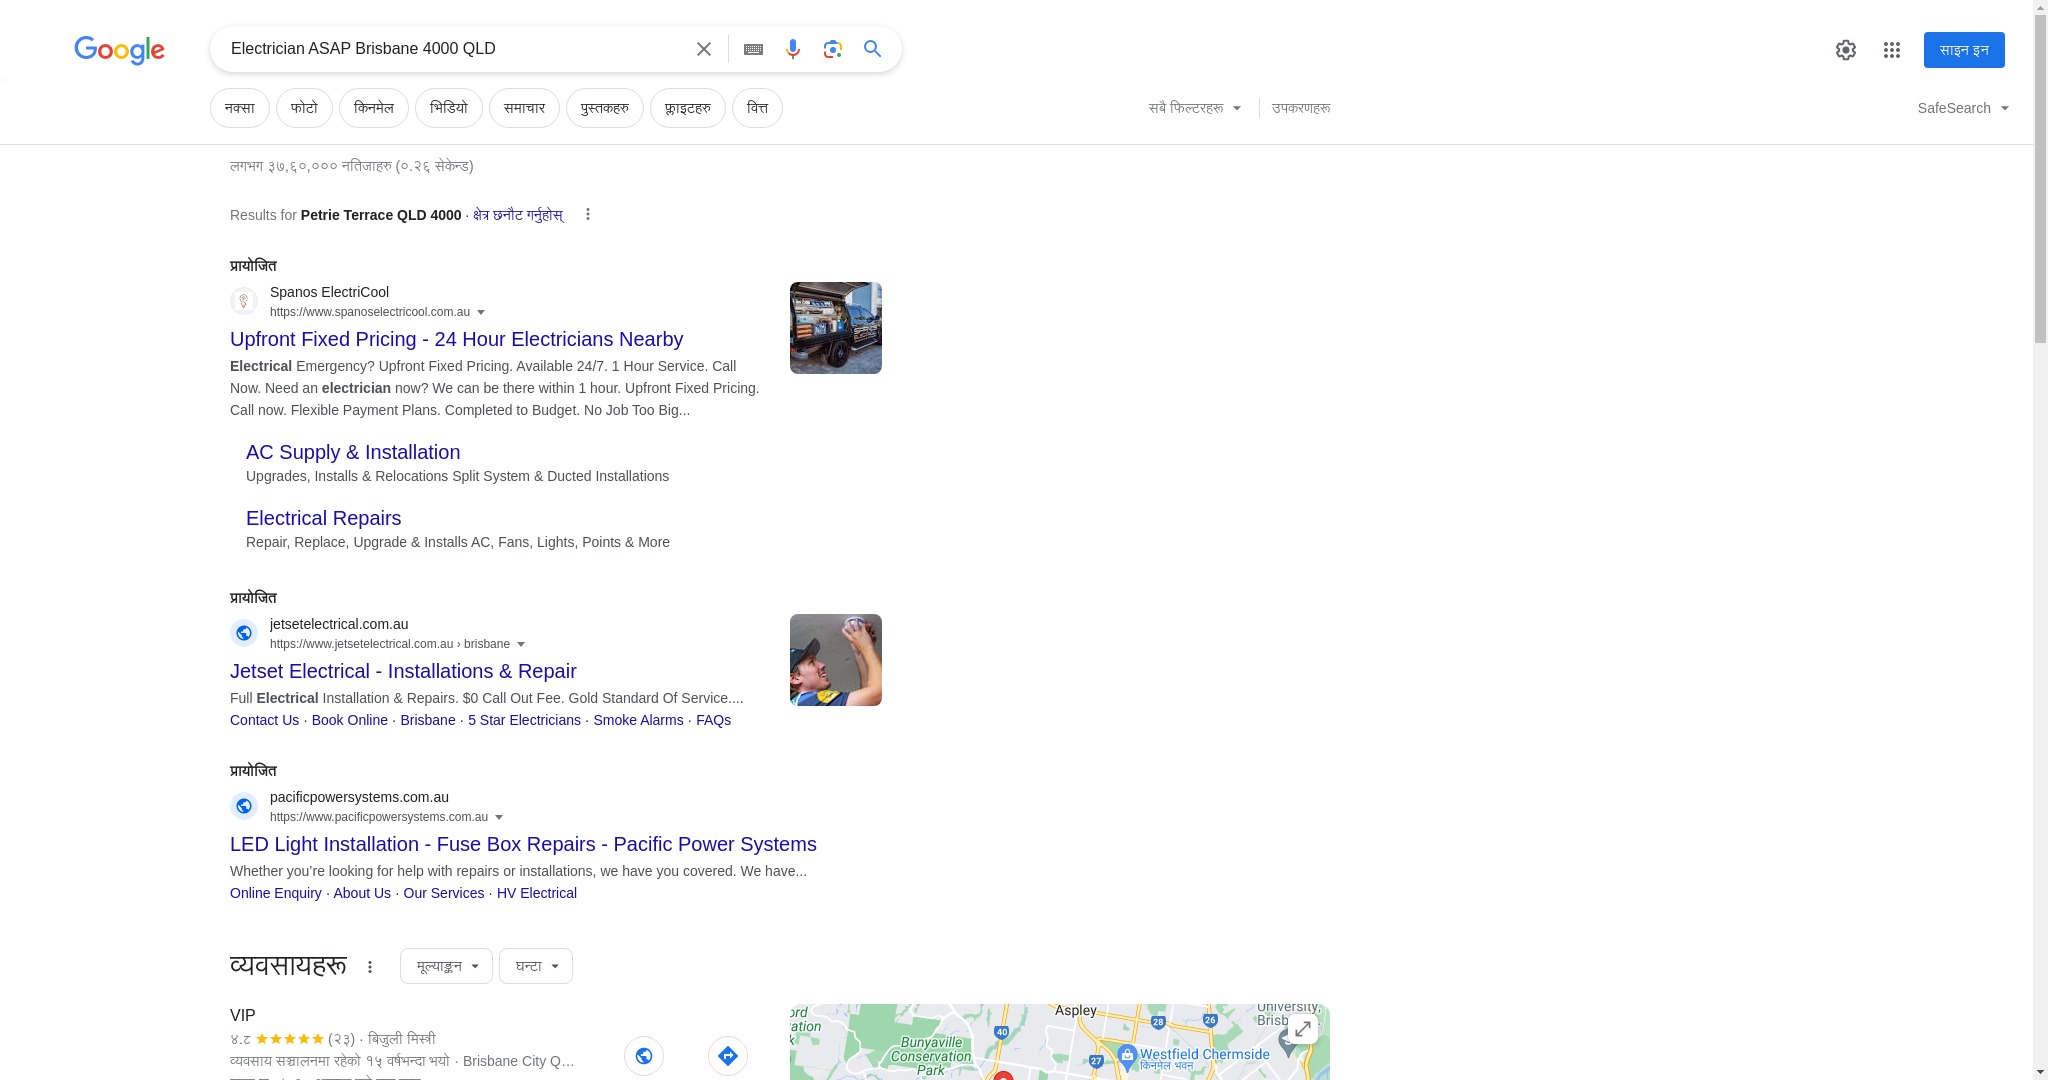 Google
Electrician ASAP Brisbane 4000 QLD
साइन इन
नक्सा
फोटो
किनमेल
भिडियो
समाचार
पुस्तकहरु
फ्लाइटहरु
वित्त
सबै फिल्टरहरू
उपकरणहरू
SafeSearch
लगभग ३७,६०,००० नतिजाहरु (०.२६ सेकेन्ड)
Results for Petrie Terrace QLD 4000 · क्षेत्र छनौट गर्नुहोस्
प्रायोजित
Spanos ElectriCool
https://www.spanoselectricool.com.au
Upfront Fixed Pricing - 24 Hour Electricians Nearby
Electrical Emergency? Upfront Fixed Pricing. Available 24/7. 1 Hour Service. Call
Now. Need an electrician now? We can be there within 1 hour. Upfront Fixed Pricing.
Call now. Flexible Payment Plans. Completed to Budget. No Job Too Big...
AC Supply & Installation
Upgrades, Installs & Relocations Split System & Ducted Installations
Electrical Repairs
Repair, Replace, Upgrade & Installs AC, Fans, Lights, Points & More
प्रायोजित
jetsetelectrical.com.au
https://www.jetsetelectrical.com.au › brisbane
Jetset Electrical - Installations & Repair
Full Electrical Installation & Repairs. $0 Call Out Fee. Gold Standard Of Service....
Contact Us · Book Online · Brisbane · 5 Star Electricians · Smoke Alarms · FAQs
प्रायोजित
pacificpowersystems.com.au
https://www.pacificpowersystems.com.au
LED Light Installation - Fuse Box Repairs - Pacific Power Systems
Whether you’re looking for help with repairs or installations, we have you covered. We have...
Online Enquiry · About Us · Our Services · HV Electrical
व्यवसायहरू
मूल्याङ्कन
घन्टा
VIP
४.८ (२३) · बिजुली मिस्त्री
व्यवसाय सञ्चालनमा रहेको १५ वर्षभन्दा भयो · Brisbane City Q…
Aspley
University,
40
28
26
27
Bunyaville
Conservation
Park
Westfield Chermside
किनमेल भवन